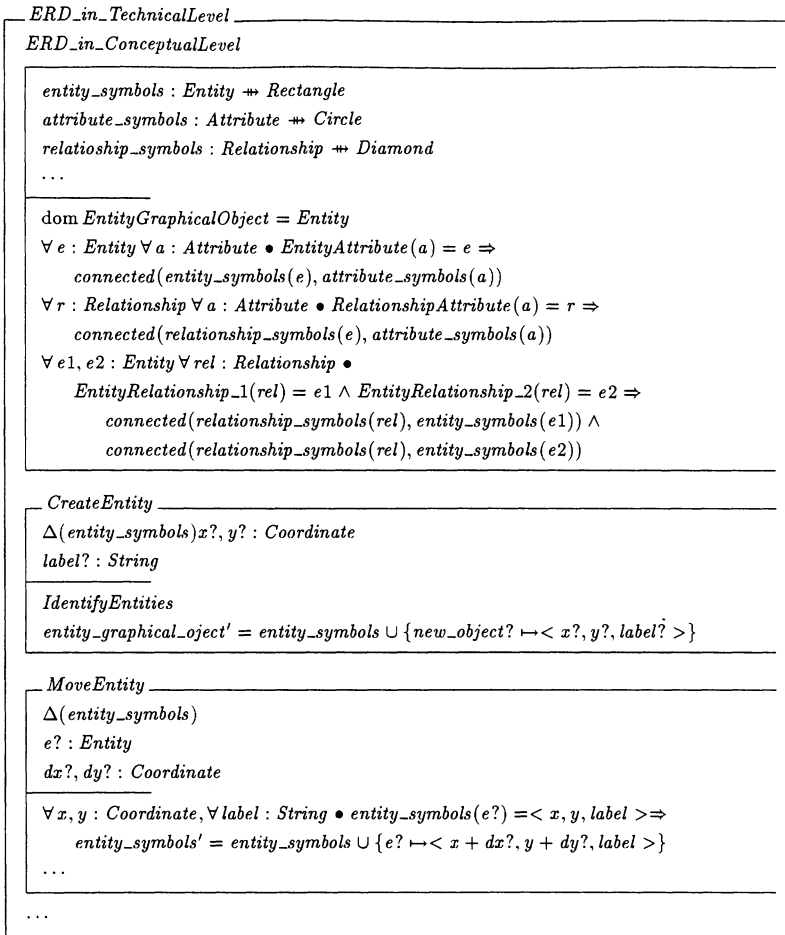 ERD_in_TechnicalLevel
ERD_in_ConceptualLevel
entity_symbols : Entity ⤕ Rectangle
attribute_symbols : Attribute ⤕ Circle
relatioship_symbols : Relationship ⤕ Diamond
...
dom EntityGraphicalObject = Entity
∀ e : Entity ∀ a : Attribute • EntityAttribute(a) = e ⇒
connected(entity_symbols(e), attribute_symbols(a))
∀ r : Relationship ∀ a : Attribute • RelationshipAttribute(a) = r ⇒
connected(relationship_symbols(e), attribute_symbols(a))
∀ e1, e2 : Entity ∀ rel : Relationship •
EntityRelationship_1(rel) = e1 ∧ EntityRelationship_2(rel) = e2 ⇒
connected(relationship_symbols(rel), entity_symbols(e1)) ∧
connected(relationship_symbols(rel), entity_symbols(e2))
CreateEntity
Δ(entity_symbols)x?, y? : Coordinate
label? : String
IdentifyEntities
entity_graphical_oject′ = entity_symbols ∪ {new_object? ↦< x?, y?, label? >}
MoveEntity
Δ(entity_symbols)
e? : Entity
dx?, dy? : Coordinate
∀ x, y : Coordinate, ∀ label : String • entity_symbols(e?) =< x, y, label >⇒
entity_symbols′ = entity_symbols ∪ {e? ↦< x + dx?, y + dy?, label >}
...
...